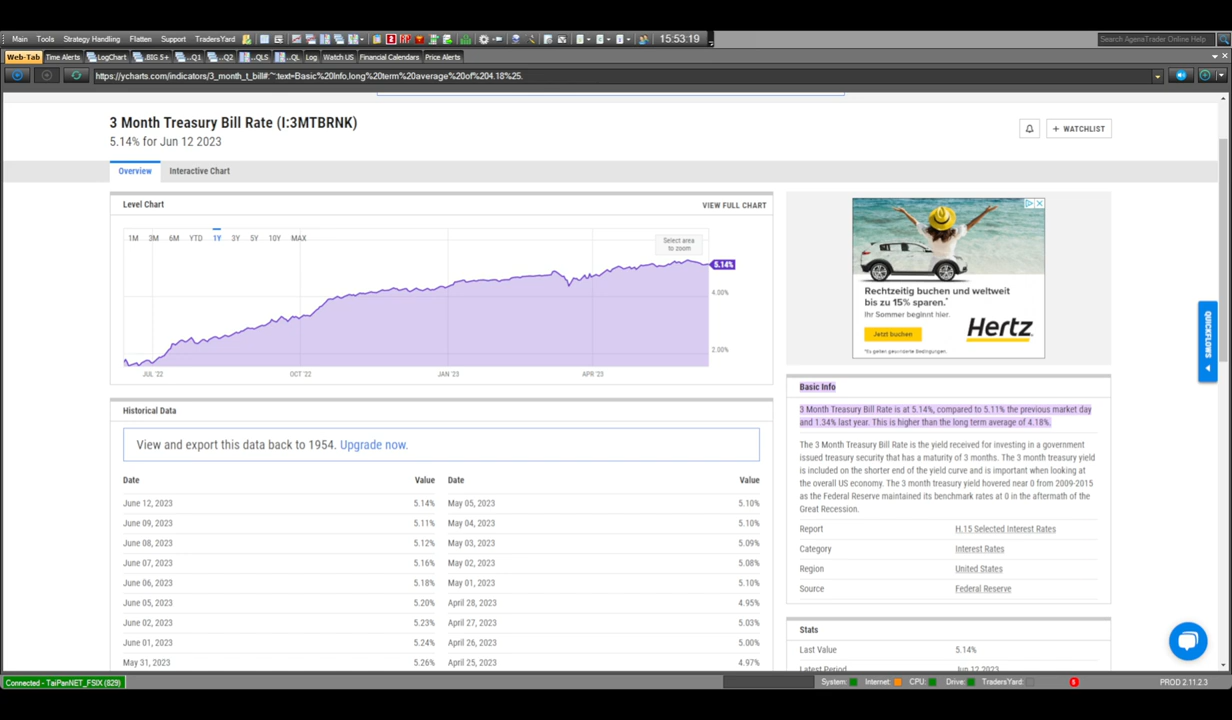 Main Tools Strategy Handling Flatten Support TradersYard 15:53:19 Search AgenaTrader Online Help
Web-Tab Time Alerts LogChart .BIG 5+ ..Q1 ..Q2 ..QLS ..QL Log Watch US Financial Calendars Price Alerts
https://ycharts.com/indicators/3_month_t_bill#:~:text=Basic%20Info,long%20term%20average%20of%204.18%25.
3 Month Treasury Bill Rate (I:3MTBRNK)
5.14% for Jun 12 2023
+ WATCHLIST
Overview Interactive Chart
Level Chart VIEW FULL CHART
1M 3M 6M YTD 1Y 3Y 5Y 10Y MAX
Select area
to zoom
5.14%
4.00%
2.00%
JUL '22 OCT '22 JAN '23 APR '23
Historical Data
View and export this data back to 1954. Upgrade now.
Date Value Date Value
June 12, 2023 5.14% May 05, 2023 5.10%
June 09, 2023 5.11% May 04, 2023 5.10%
June 08, 2023 5.12% May 03, 2023 5.09%
June 07, 2023 5.16% May 02, 2023 5.08%
June 06, 2023 5.18% May 01, 2023 5.10%
June 05, 2023 5.20% April 28, 2023 4.95%
June 02, 2023 5.23% April 27, 2023 5.03%
June 01, 2023 5.24% April 26, 2023 5.00%
May 31, 2023 5.26% April 25, 2023 4.97%
Rechtzeitig buchen und weltweit
bis zu 15% sparen.*
Ihr Sommer beginnt hier.
Jetzt buchen
Hertz.
*Es gelten gewisse Bedingungen.
QUICKFLOWS
Basic Info
3 Month Treasury Bill Rate is at 5.14%, compared to 5.11% the previous market day
and 1.34% last year. This is higher than the long term average of 4.18%.
The 3 Month Treasury Bill Rate is the yield received for investing in a government
issued treasury security that has a maturity of 3 months. The 3 month treasury yield
is included on the shorter end of the yield curve and is important when looking at
the overall US economy. The 3 month treasury yield hovered near 0 from 2009-2015
as the Federal Reserve maintained its benchmark rates at 0 in the aftermath of the
Great Recession.
Report H.15 Selected Interest Rates
Category Interest Rates
Region United States
Source Federal Reserve
Stats
Last Value 5.14%
Latest Period Jun 12 2023
Connected - TaiPanNET_FSIX (829) System: Internet: CPU: Drive: TradersYard: PROD 2.11.2.3